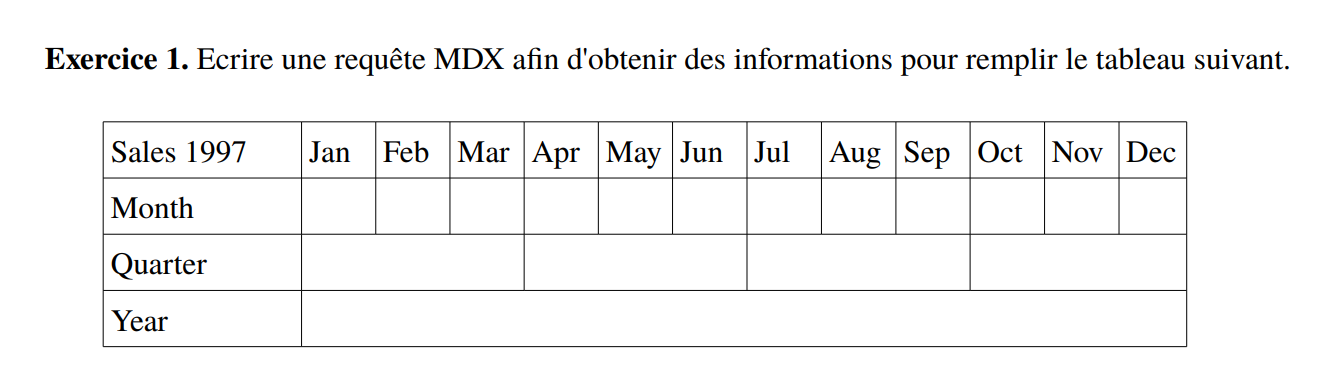 Exercice 1. Ecrire une requête MDX afin d'obtenir des informations pour remplir le tableau suivant.
Sales 1997 Jan Feb Mar Apr May Jun Jul Aug Sep Oct Nov Dec
Month
Quarter
Year